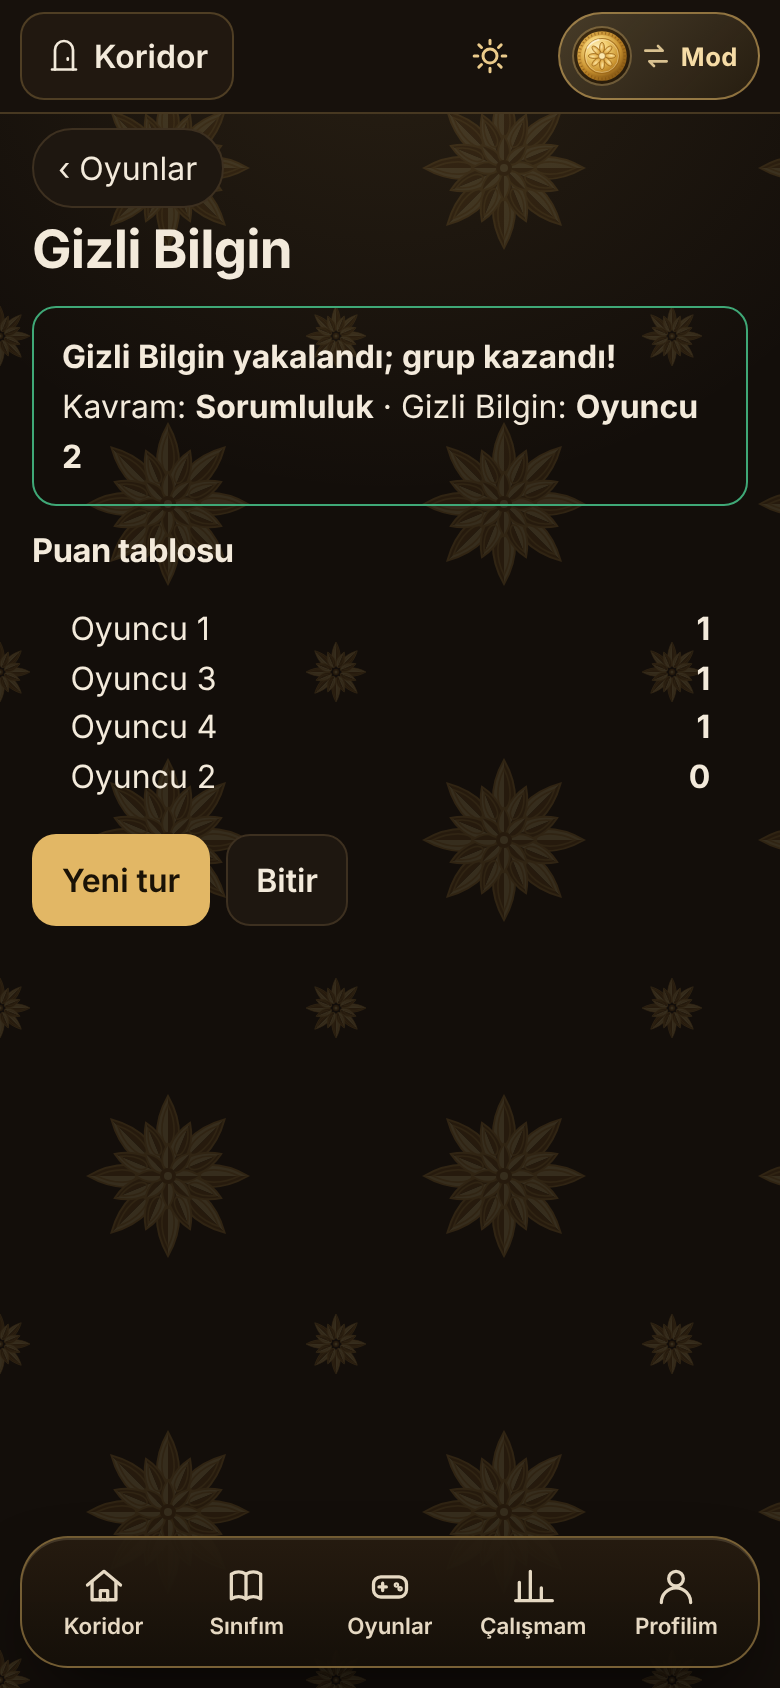 Koridor
Mod
‹ Oyunlar
Gizli Bilgin
Gizli Bilgin yakalandı; grup kazandı!
Kavram: Sorumluluk · Gizli Bilgin: Oyuncu
2
Puan tablosu
Oyuncu 1 1
Oyuncu 3 1
Oyuncu 4 1
Oyuncu 2 0
Yeni tur Bitir
Koridor Sınıfım Oyunlar Çalışmam Profilim